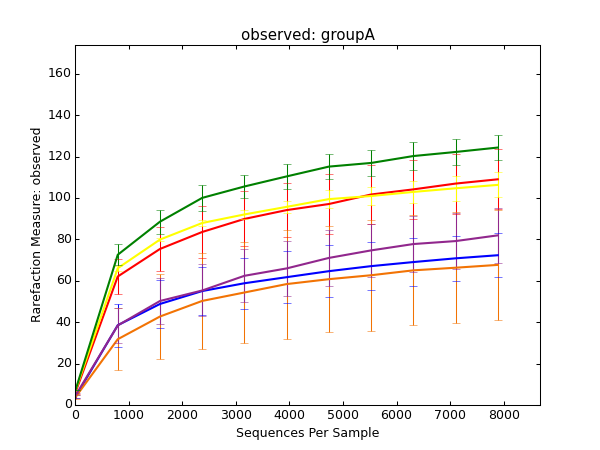 observed: groupA
160
140
120
100
80
60
40
20
0
Rarefaction Measure: observed
0 1000 2000 3000 4000 5000 6000 7000 8000
Sequences Per Sample